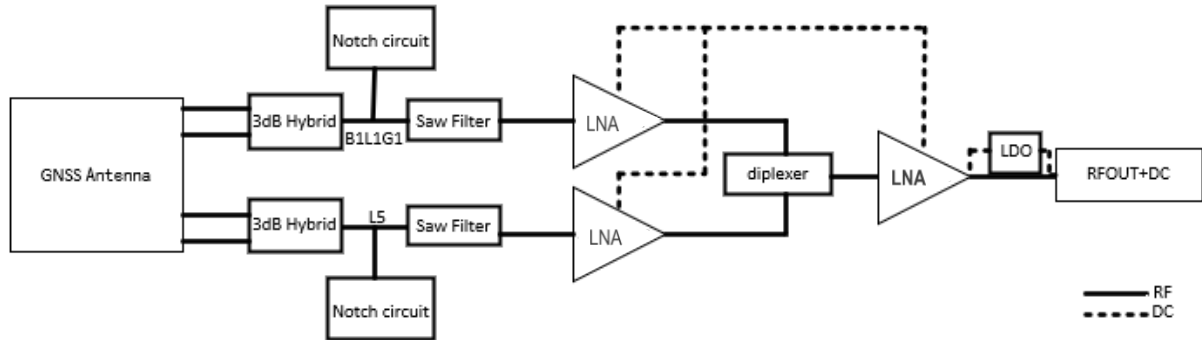 Notch circuit
3dB Hybrid
B1L1G1
Saw Filter
LNA
GNSS Antenna
diplexer
LNA
LDO
RFOUT+DC
3dB Hybrid
L5
Saw Filter
LNA
Notch circuit
RF
DC